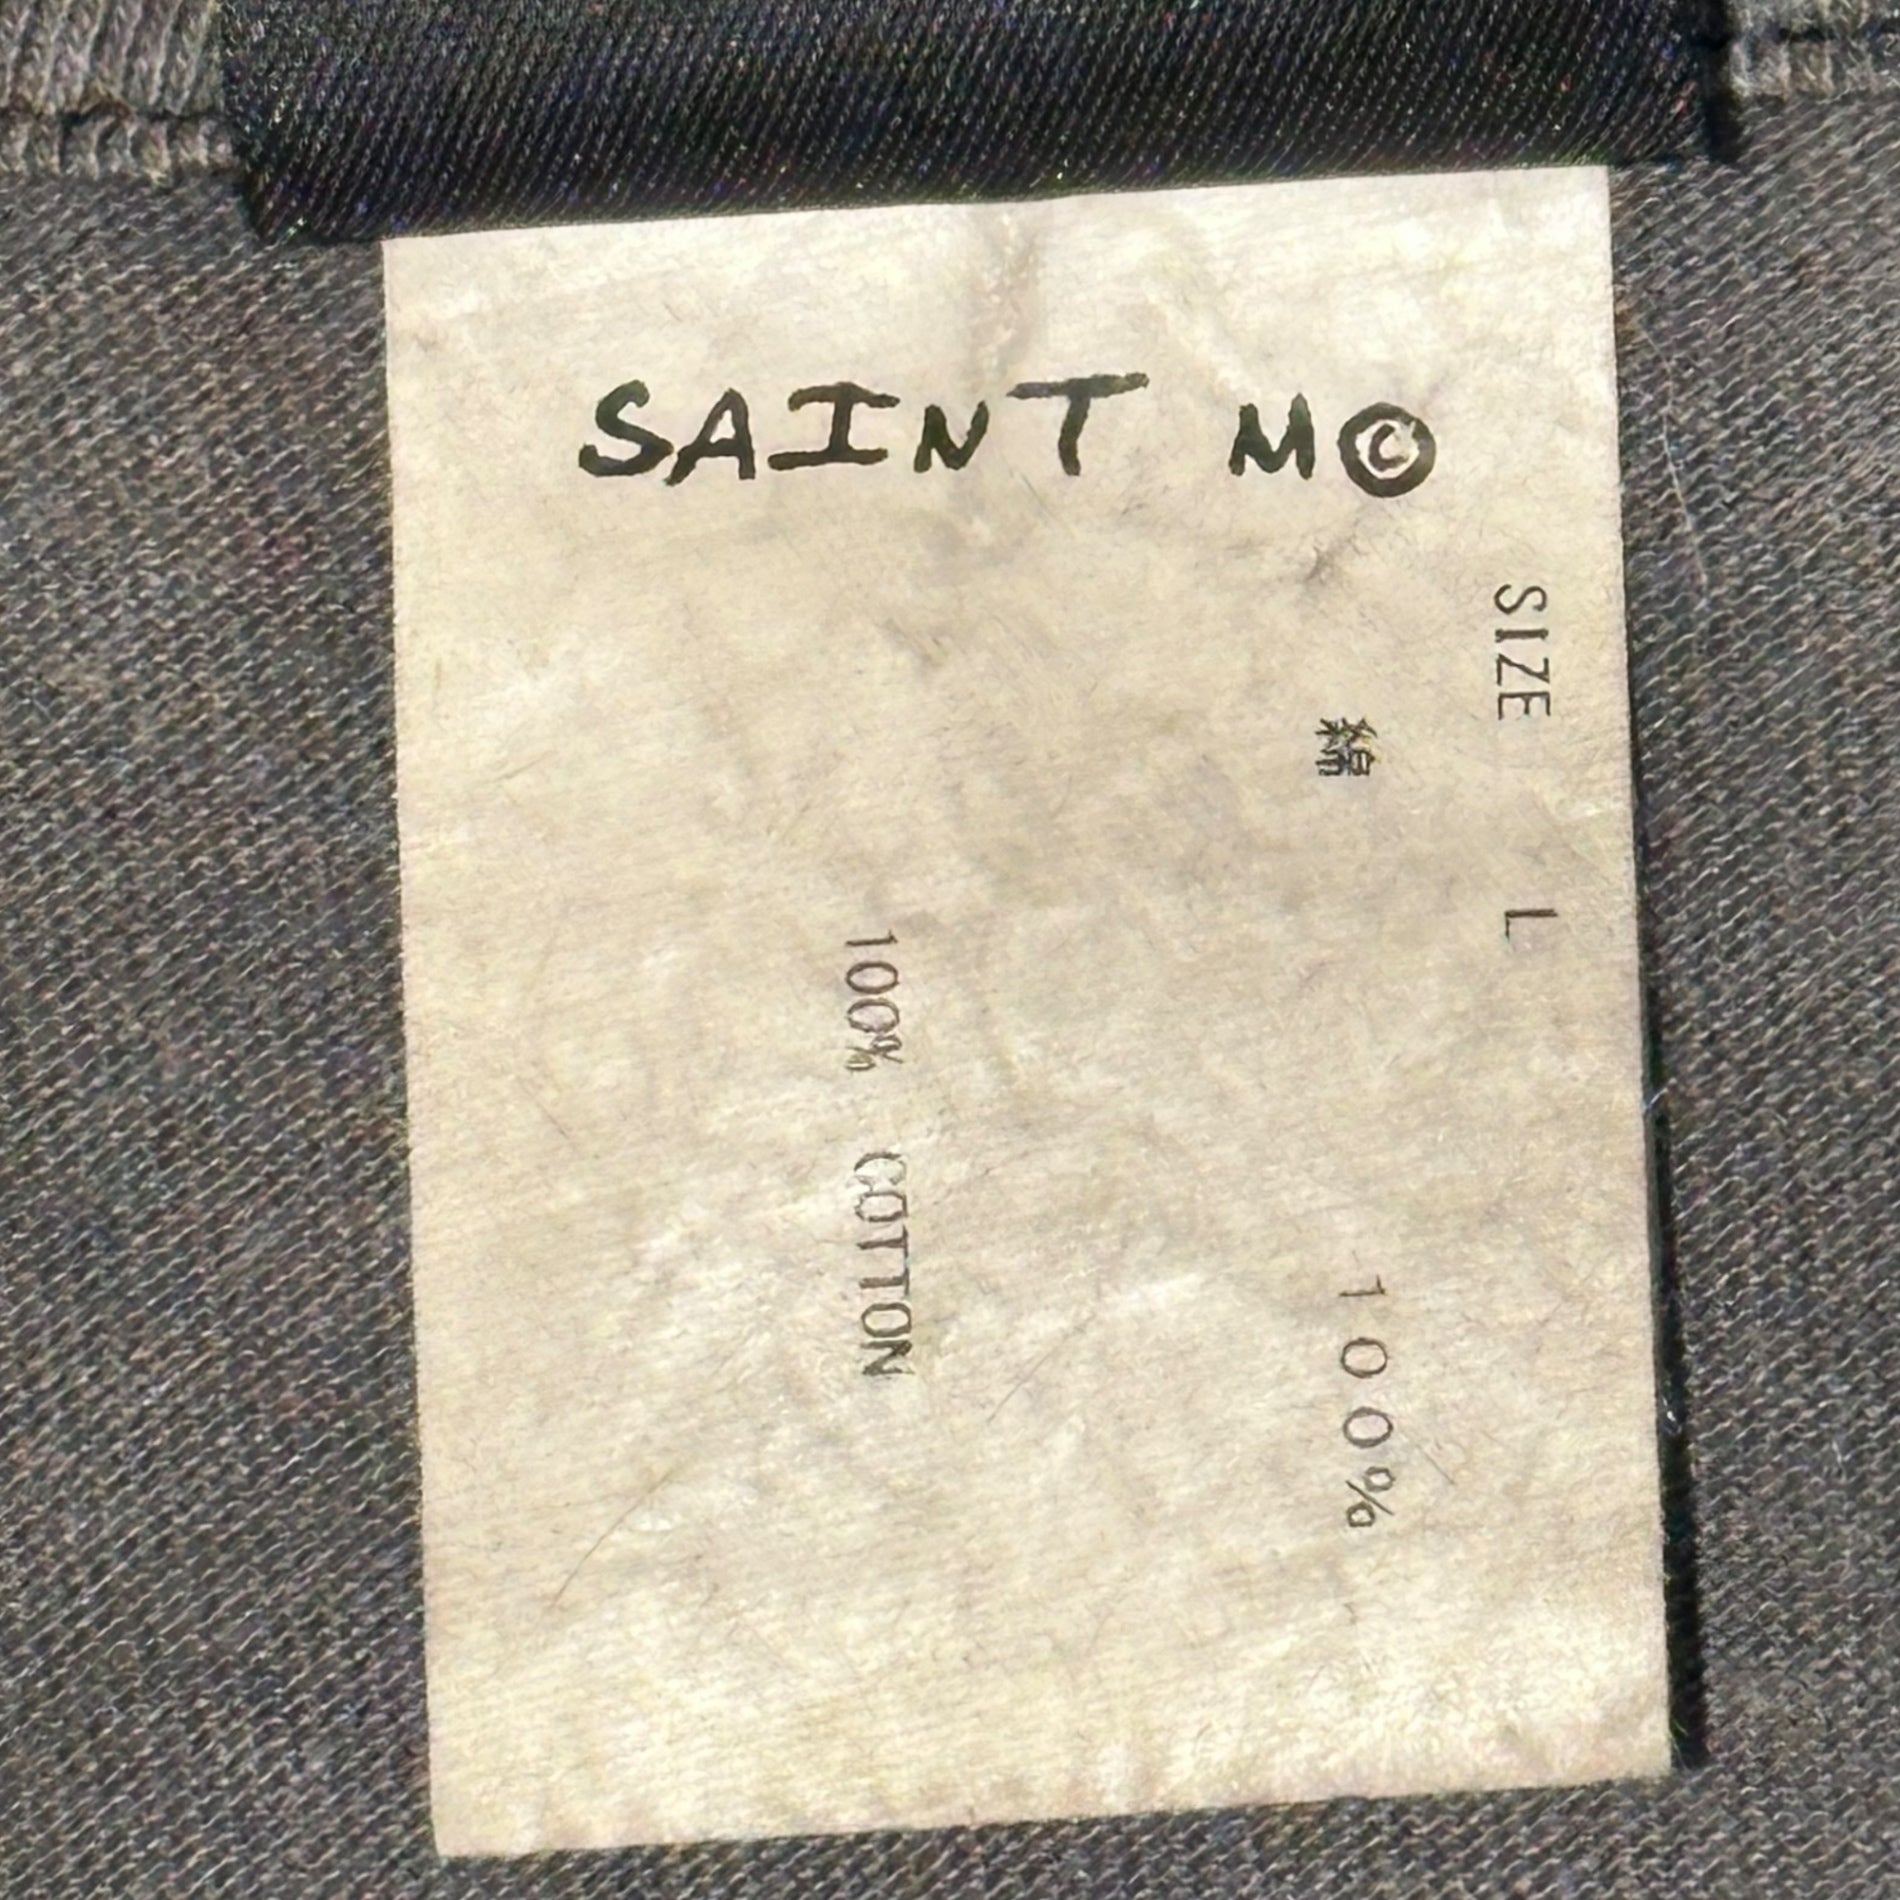 SAINT M©
SIZE L
綿 100%
100% COTTON